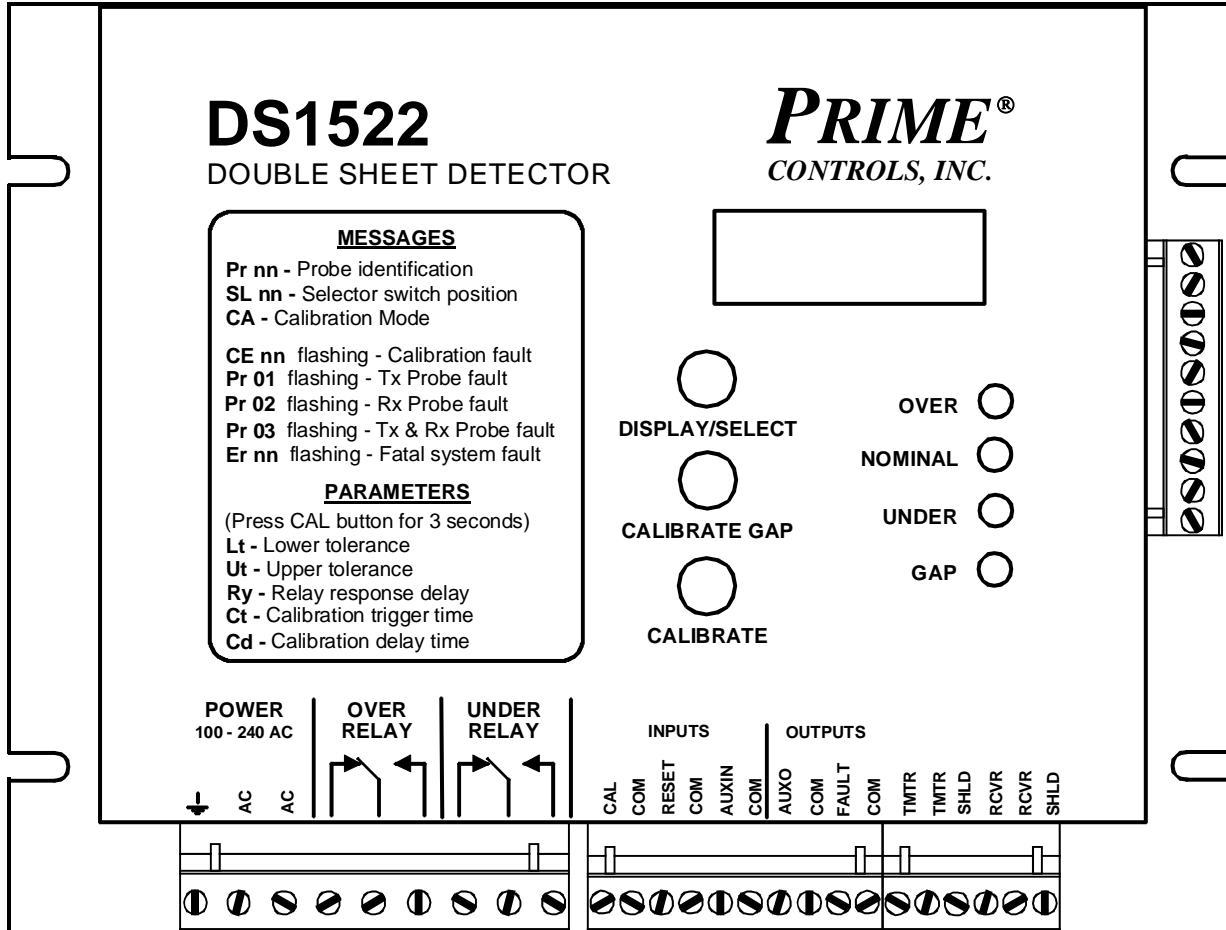 DS1522
DOUBLE SHEET DETECTOR
PRIME®
CONTROLS, INC.
MESSAGES
Pr nn - Probe identification
SL nn - Selector switch position
CA - Calibration Mode
CE nn flashing - Calibration fault
Pr 01 flashing - Tx Probe fault
Pr 02 flashing - Rx Probe fault
Pr 03 flashing - Tx & Rx Probe fault
Er nn flashing - Fatal system fault
PARAMETERS
(Press CAL button for 3 seconds)
Lt - Lower tolerance
Ut - Upper tolerance
Ry - Relay response delay
Ct - Calibration trigger time
Cd - Calibration delay time
DISPLAY/SELECT
CALIBRATE GAP
CALIBRATE
OVER
NOMINAL
UNDER
GAP
POWER
100 - 240 AC
OVER
RELAY
UNDER
RELAY
INPUTS
OUTPUTS
AC
AC
CAL
COM
RESET
COM
AUXIN
COM
AUXO
COM
FAULT
COM
TMTR
TMTR
SHLD
RCVR
RCVR
SHLD